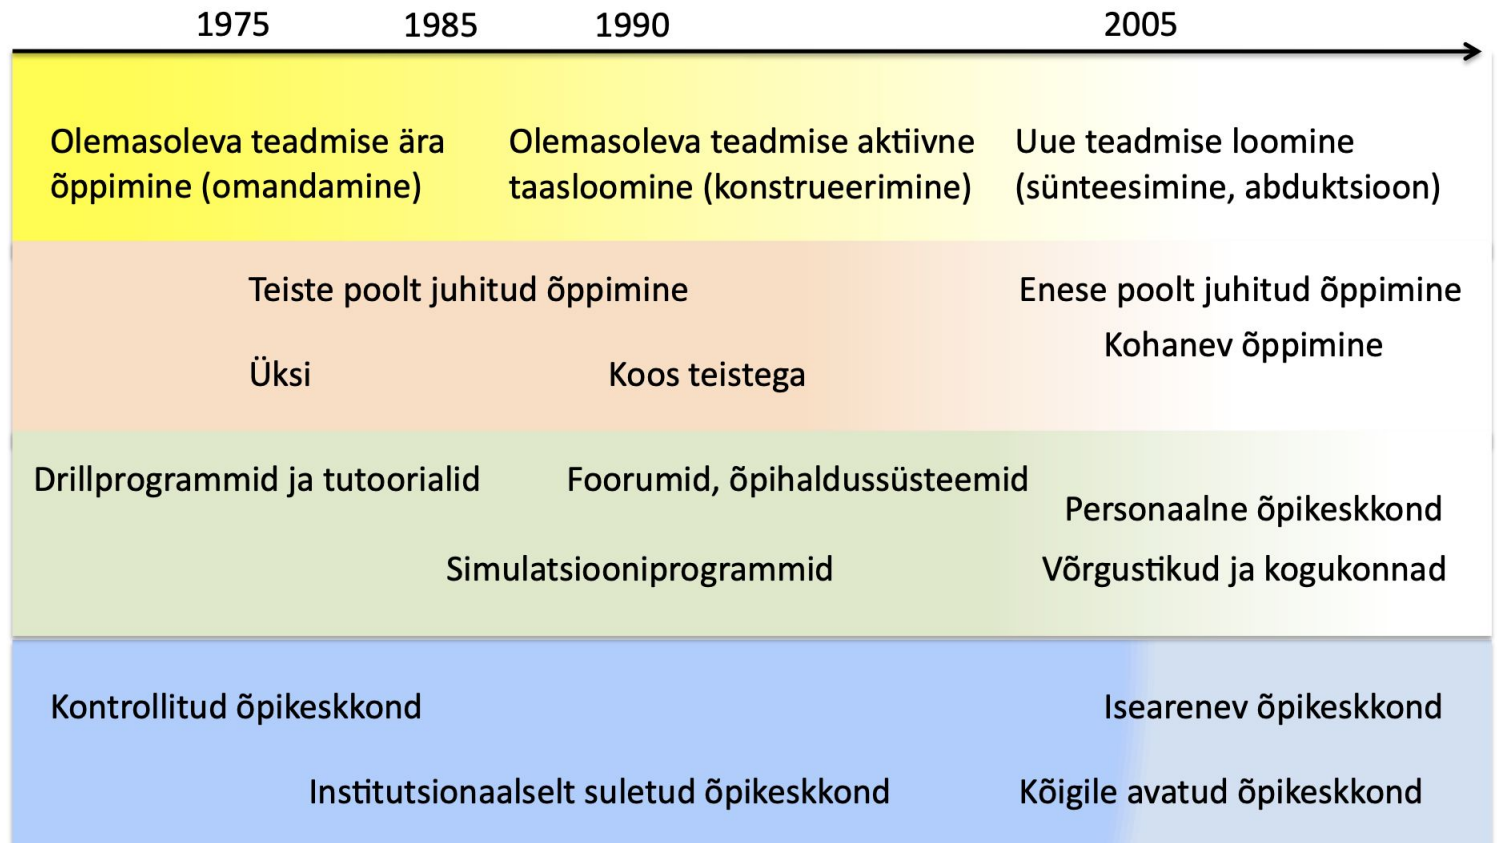 1975 1985 1990 2005
Olemasoleva teadmise ära
õppimine (omandamine)
Olemasoleva teadmise aktiivne
taasloomine (konstrueerimine)
Uue teadmise loomine
(sünteesimine, abduktsioon)
Teiste poolt juhitud õppimine
Enese poolt juhitud õppimine
Kohanev õppimine
Üksi
Koos teistega
Drillprogrammid ja tutoorialid
Foorumid, õpihaldussüsteemid
Personaalne õpikeskkond
Simulatsiooniprogrammid
Võrgustikud ja kogukonnad
Kontrollitud õpikeskkond
Isearenev õpikeskkond
Institutsionaalselt suletud õpikeskkond
Kõigile avatud õpikeskkond